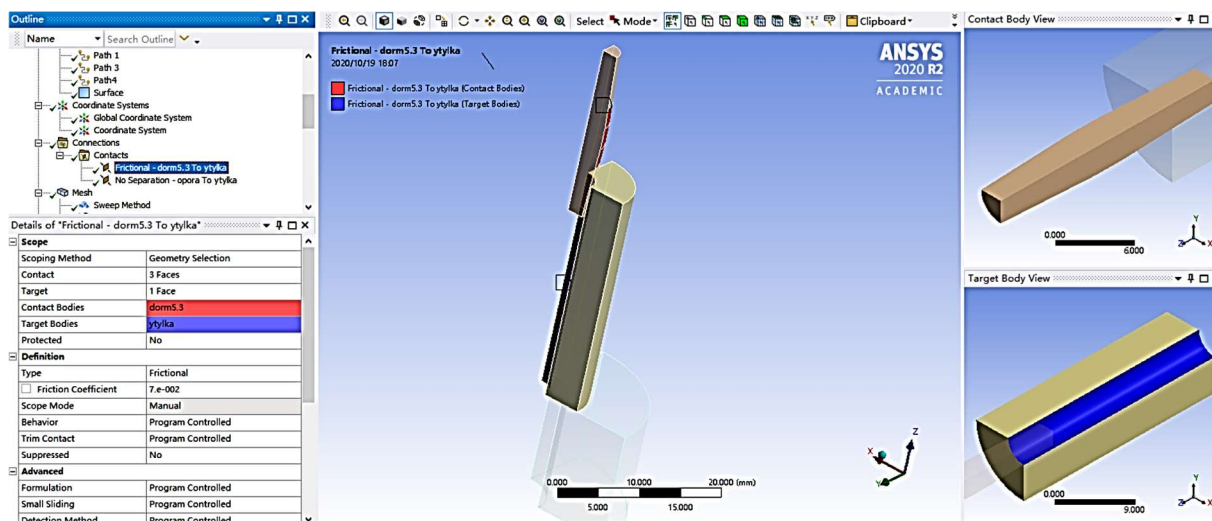 Outline
Name
Search Outline
Path 1
Path 3
Path4
Surface
Coordinate Systems
Global Coordinate System
Coordinate System
Connections
Contacts
Frictional - dorm5.3 To ytylka
No Separation - opora To ytylka
Mesh
Sweep Method
Details of "Frictional - dorm5.3 To ytylka"
Scope
Scoping Method Geometry Selection
Contact 3 Faces
Target 1 Face
Contact Bodies dorm5.3
Target Bodies ytylka
Protected No
Definition
Type Frictional
Friction Coefficient 7.e-002
Scope Mode Manual
Behavior Program Controlled
Trim Contact Program Controlled
Suppressed No
Advanced
Formulation Program Controlled
Small Sliding Program Controlled
Detection Method Program Controlled
Select Mode Clipboard
Frictional - dorm5.3 To ytylka
2020/10/19 18:07
Frictional - dorm5.3 To ytylka (Contact Bodies)
Frictional - dorm5.3 To ytylka (Target Bodies)
ANSYS
2020 R2
ACADEMIC
Z
X
Y
0.000 10.000 20.000 (mm)
5.000 15.000
Contact Body View
0.000
6.000
Y
Z X
Target Body View
0.000
9.000
Y
Z X